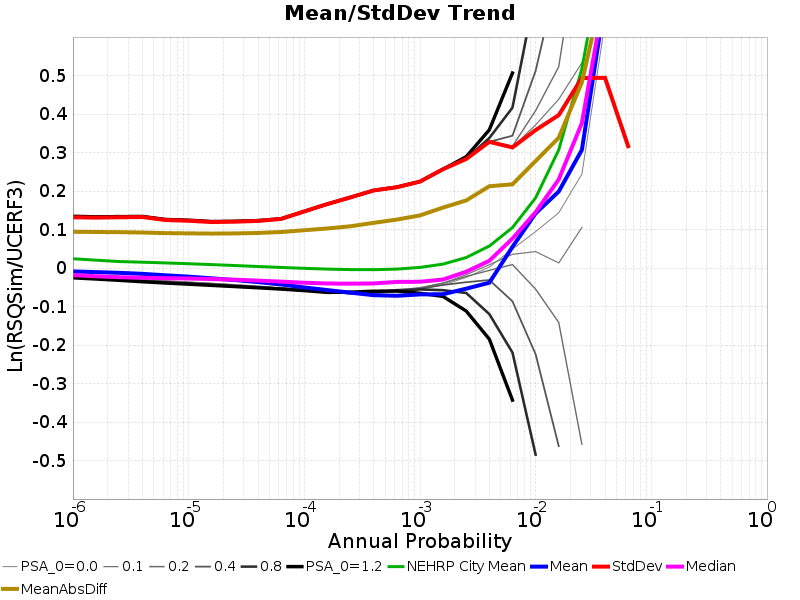 Mean/StdDev Trend
Ln(RSQSim/UCERF3)
0.5
0.4
0.3
0.2
0.1
0
-0.1
-0.2
-0.3
-0.4
-0.5
10^-6 10^-5 10^-4 10^-3 10^-2 10^-1 10^0
Annual Probability
PSA_0=0.0 0.1 0.2 0.4 0.8 PSA_0=1.2 NEHRP City Mean Mean StdDev Median
MeanAbsDiff